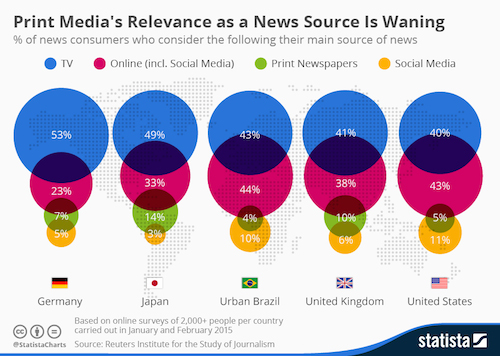 Print Media's Relevance as a News Source Is Waning
% of news consumers who consider the following their main source of news
TV Online (incl. Social Media) Print Newspapers Social Media
53% 49% 43% 41% 40%
23% 33% 44% 38% 43%
7% 14% 4% 10% 5%
5% 3% 10% 6% 11%
Germany Japan Urban Brazil United Kingdom United States
Based on online surveys of 2,000+ people per country
carried out in January and February 2015
@StatistaCharts Source: Reuters Institute for the Study of Journalism
statista